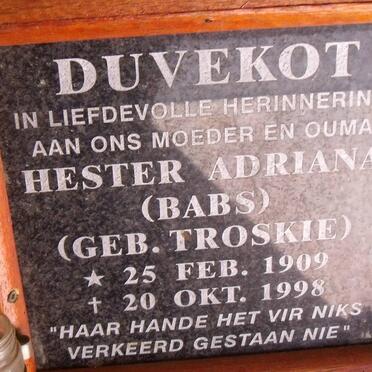 DUVEKOT
IN LIEFDEVOLLE HERINNERIN
AAN ONS MOEDER EN OUMA
HESTER ADRIANA
(BABS)
(GEB. TROSKIE)
★ 25 FEB. 1909
† 20 OKT. 1998
"HAAR HANDE HET VIR NIKS
VERKEERD GESTAAN NIE"